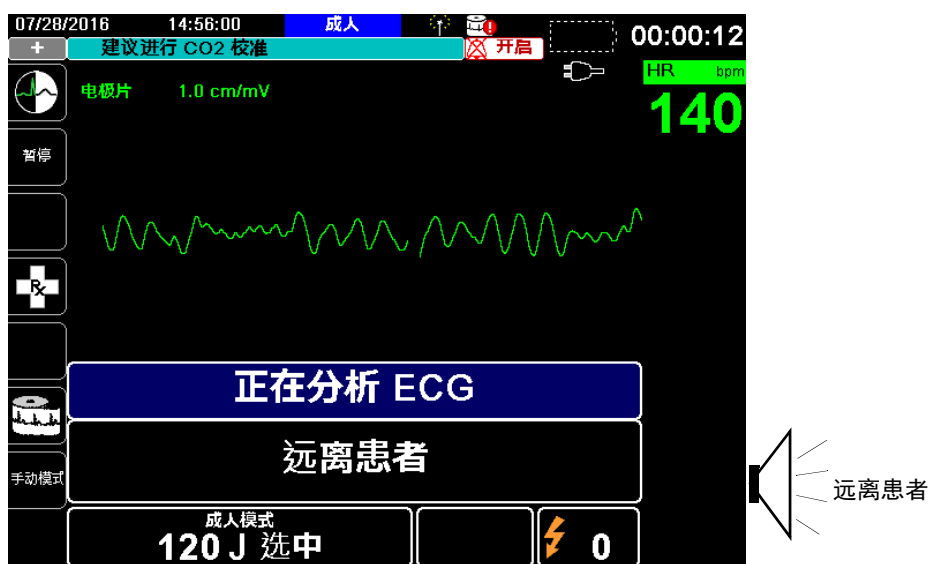 07/28/2016 14:56:00 成人 00:00:12
+ 建议进行 CO2 校准 开启
HR bpm
电极片 1.0 cm/mV
140
暂停
Rx
正在分析 ECG
远离患者
手动模式
远离患者
成人模式
120 J 选中 0